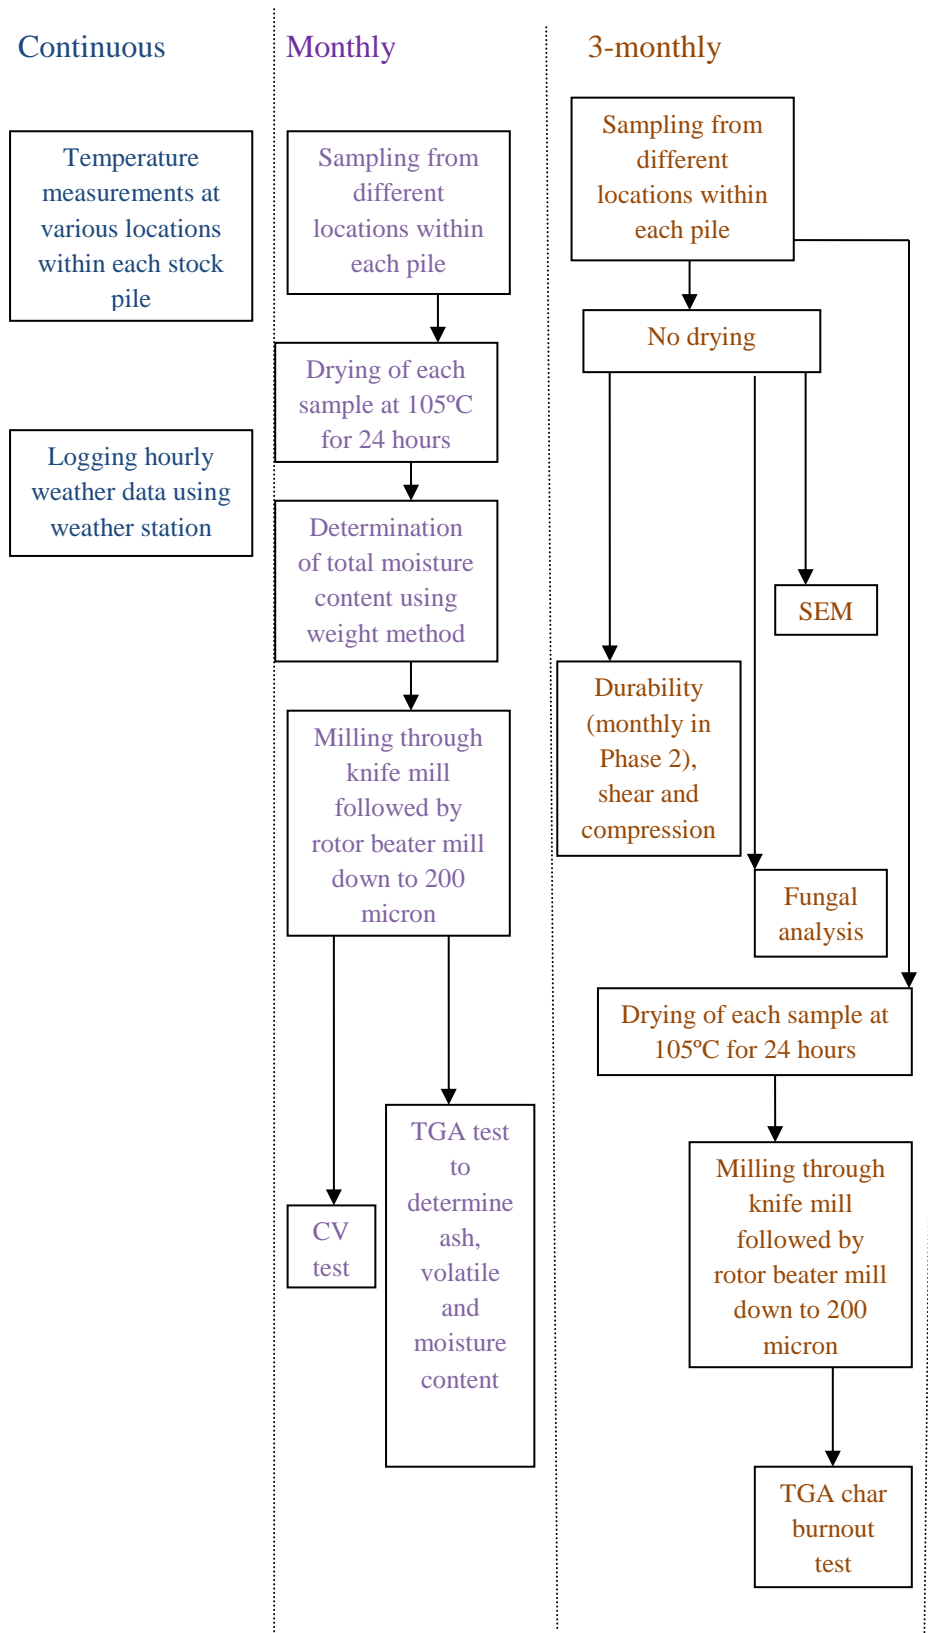 Continuous
Temperature
measurements at
various locations
within each stock
pile
Logging hourly
weather data using
weather station
Monthly
Sampling from
different
locations within
each pile
Drying of each
sample at 105ºC
for 24 hours
Determination
of total moisture
content using
weight method
Milling through
knife mill
followed by
rotor beater mill
down to 200
micron
CV
test
TGA test
to
determine
ash,
volatile
and
moisture
content
3-monthly
Sampling from
different
locations within
each pile
No drying
SEM
Durability
(monthly in
Phase 2),
shear and
compression
Fungal
analysis
Drying of each sample at
105ºC for 24 hours
Milling through
knife mill
followed by
rotor beater mill
down to 200
micron
TGA char
burnout
test